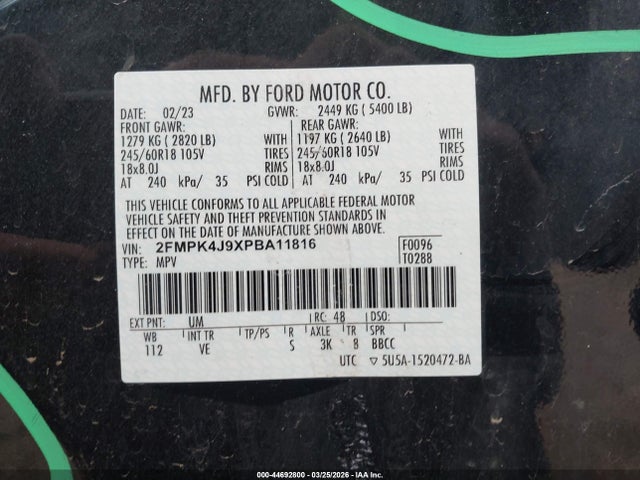 MFD. BY FORD MOTOR CO.
DATE: 02/23 GVWR: 2449 KG ( 5400 LB)
FRONT GAWR: REAR GAWR:
1279 KG ( 2820 LB) WITH 1197 KG ( 2640 LB) WITH
245/60R18 105V TIRES 245/60R18 105V TIRES
18x8.0J RIMS 18x8.0J RIMS
AT 240 kPa/ 35 PSI COLD AT 240 kPa/ 35 PSI COLD
THIS VEHICLE CONFORMS TO ALL APPLICABLE FEDERAL MOTOR
VEHICLE SAFETY AND THEFT PREVENTION STANDARDS IN
EFFECT ON THE DATE OF MANUFACTURE SHOWN ABOVE.
VIN: 2FMPK4J9XPBA11816 F0096
TYPE: MPV T0288
EXT PNT: UM RC: 48 DSO:
WB INT TR TP/PS R AXLE TR SPR
112 VE S 3K 8 BBCC
UTC ▽ 5U5A-1520472-BA
000-44692800 - 03/25/2026 - IAA Inc.